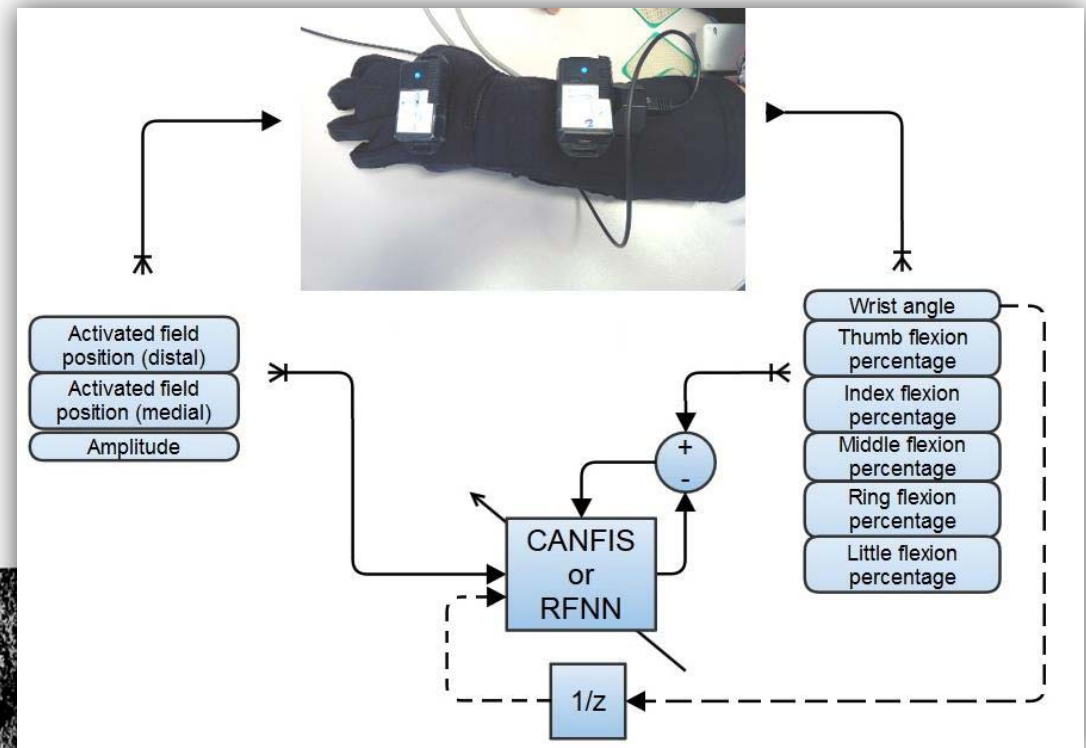 Activated field
position (distal)
Activated field
position (medial)
Amplitude
Wrist angle
Thumb flexion
percentage
Index flexion
percentage
Middle flexion
percentage
Ring flexion
percentage
Little flexion
percentage
+
-
CANFIS
or
RFNN
1/z
2